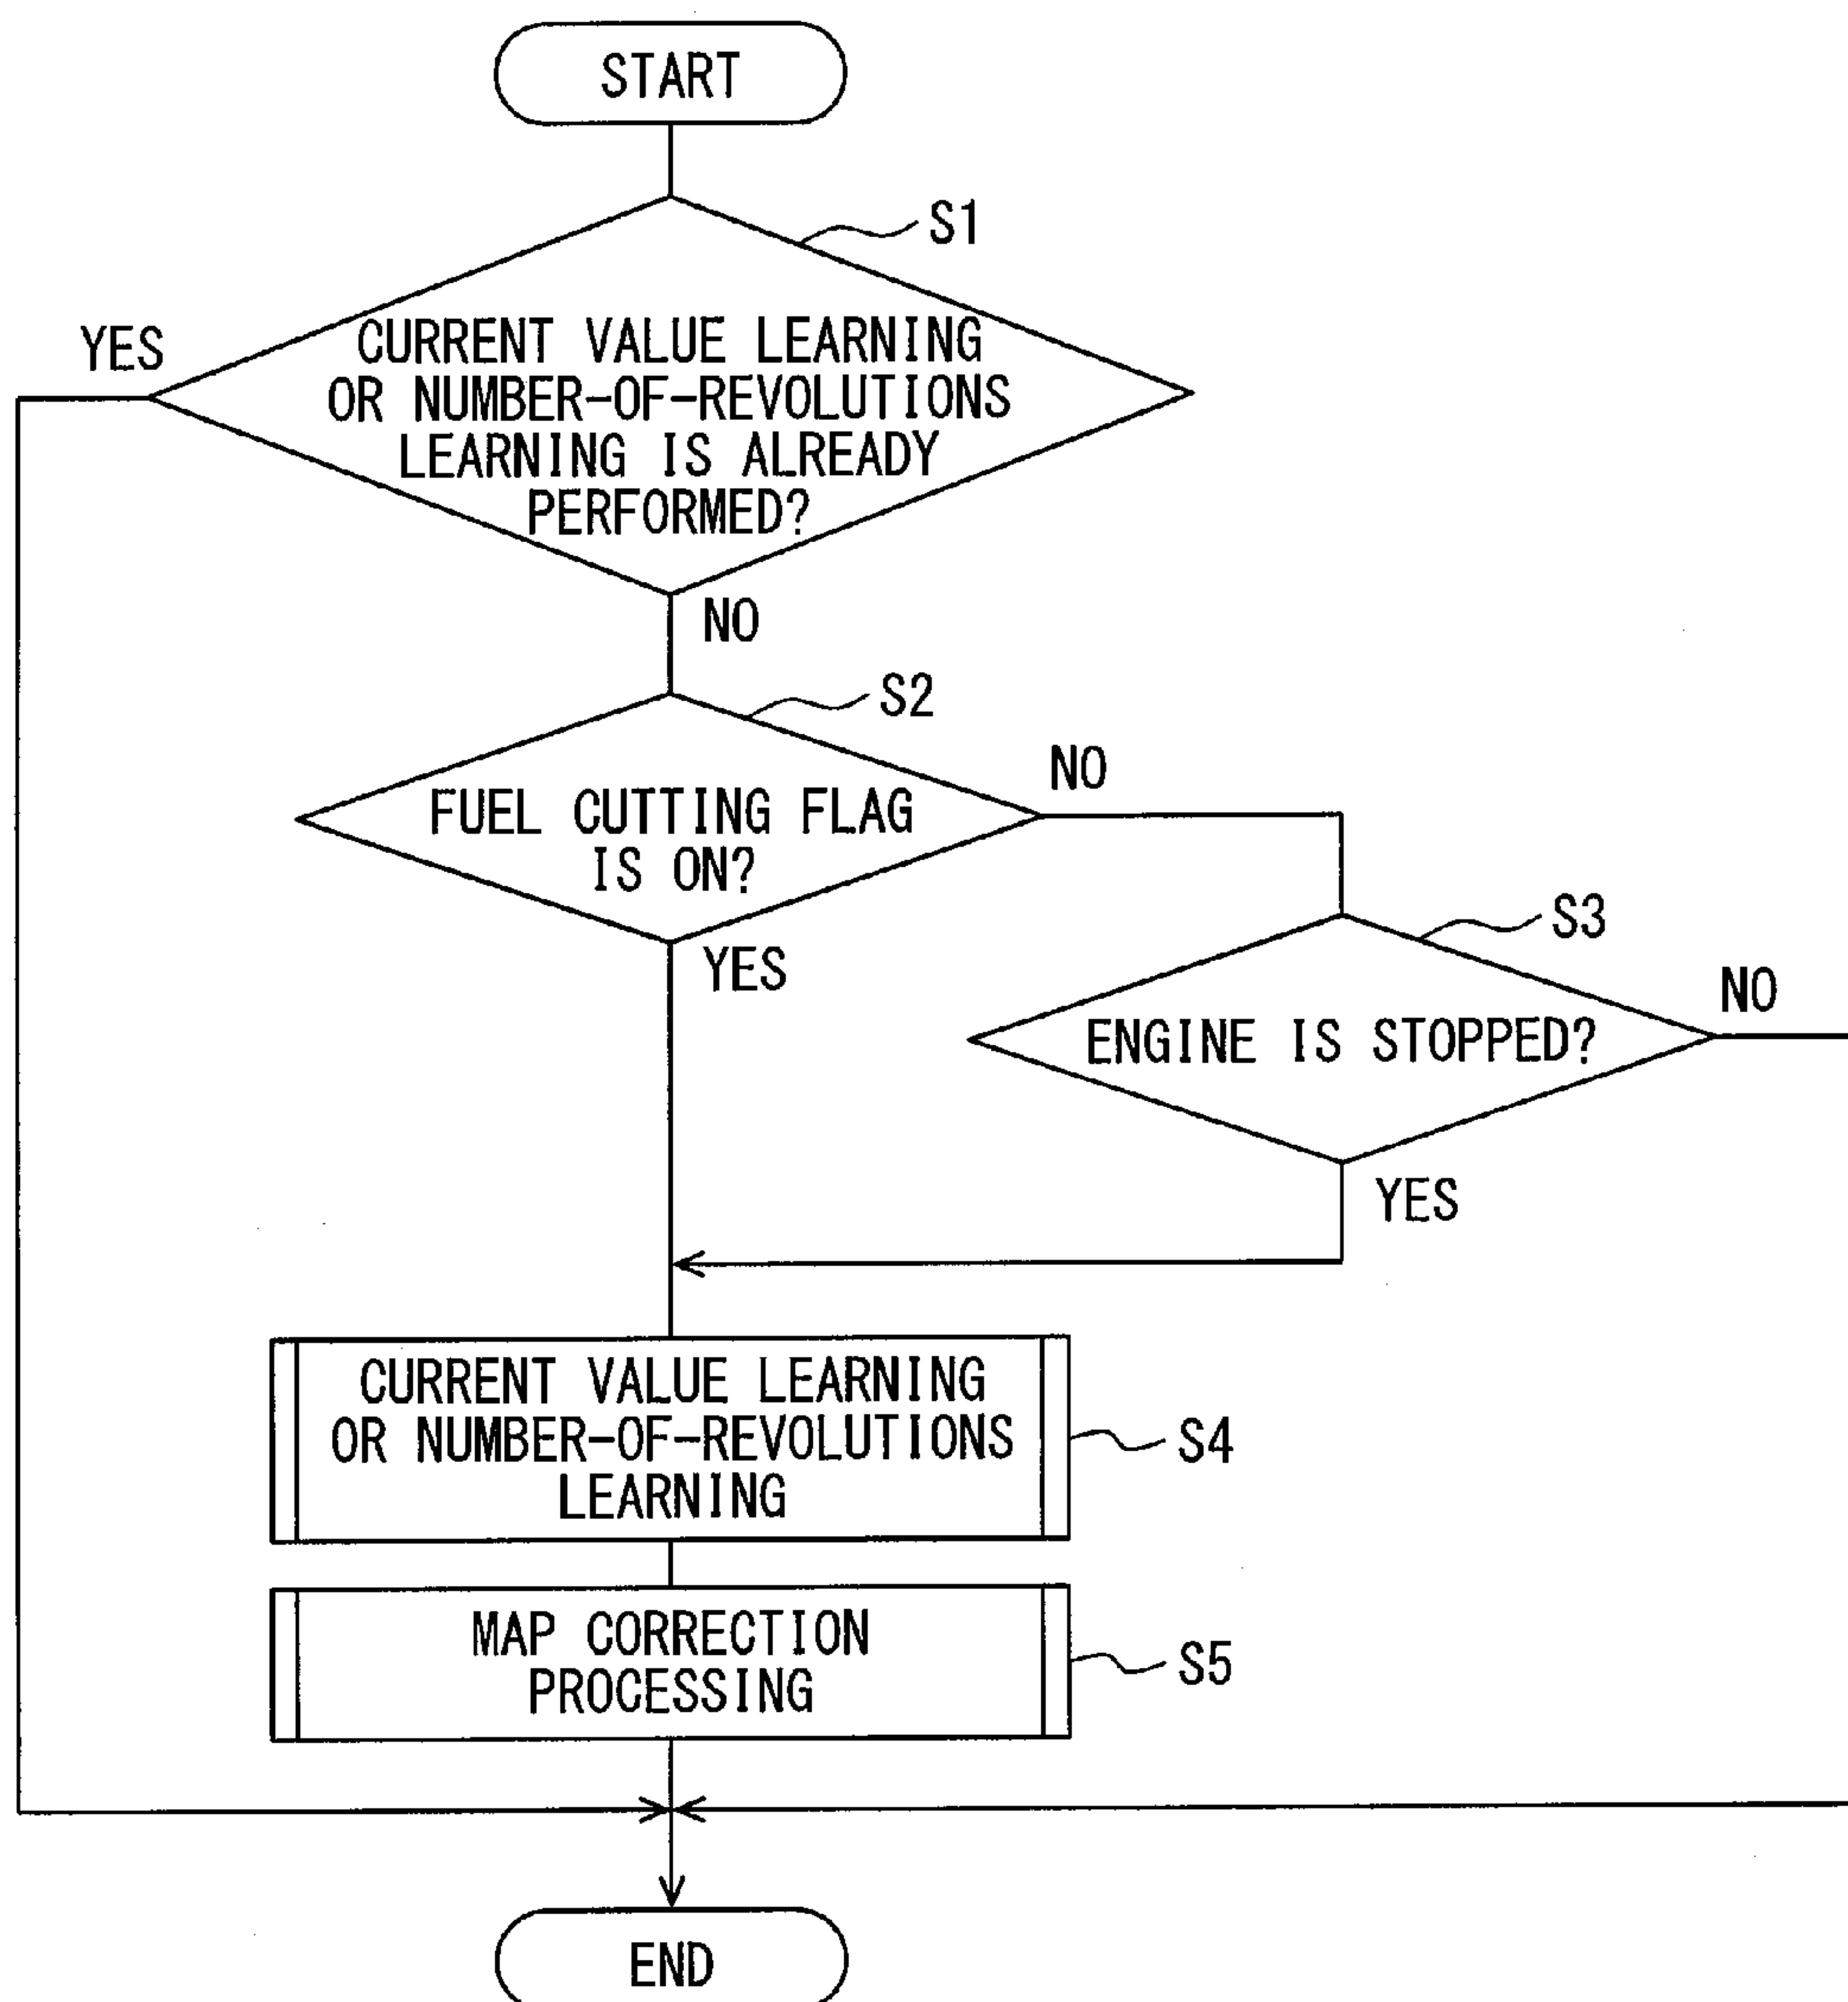 START
S1
YES
CURRENT VALUE LEARNING
OR NUMBER-OF-REVOLUTIONS
LEARNING IS ALREADY
PERFORMED?
NO
S2
NO
FUEL CUTTING FLAG
IS ON?
YES
S3
NO
ENGINE IS STOPPED?
YES
CURRENT VALUE LEARNING
OR NUMBER-OF-REVOLUTIONS
LEARNING
S4
MAP CORRECTION
PROCESSING
S5
END